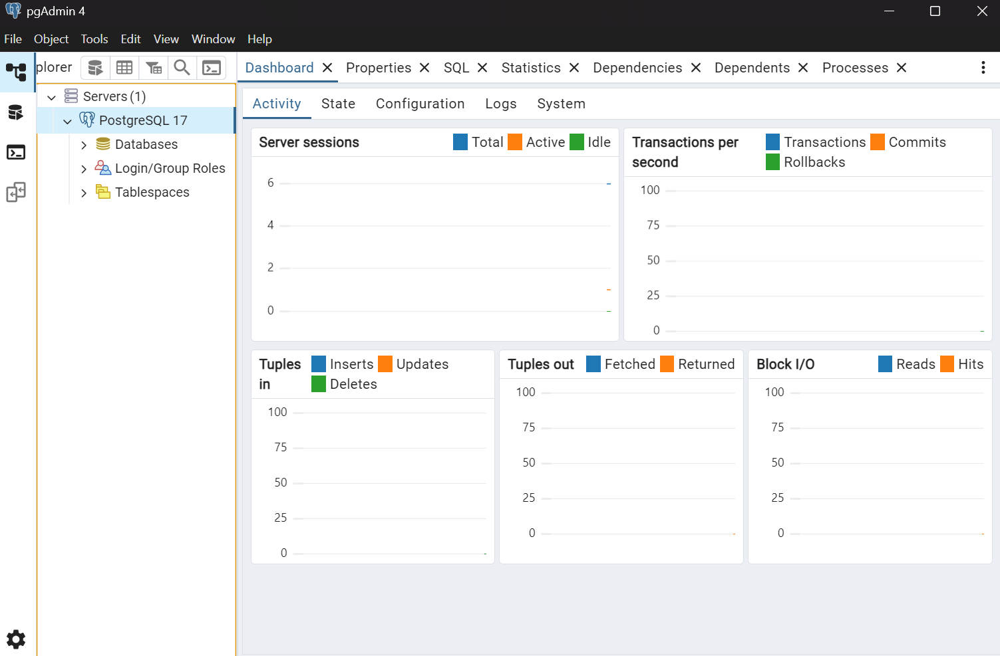 pgAdmin 4
File Object Tools Edit View Window Help
plorer
Dashboard Properties SQL Statistics Dependencies Dependents Processes
Servers (1)
PostgreSQL 17
Databases
Login/Group Roles
Tablespaces
Activity State Configuration Logs System
Server sessions
Total Active Idle
6
4
2
0
Transactions per
second
Transactions Commits
Rollbacks
100
75
50
25
0
Tuples
in
Inserts Updates
Deletes
100
75
50
25
0
Tuples out
Fetched Returned
100
75
50
25
0
Block I/O
Reads Hits
100
75
50
25
0